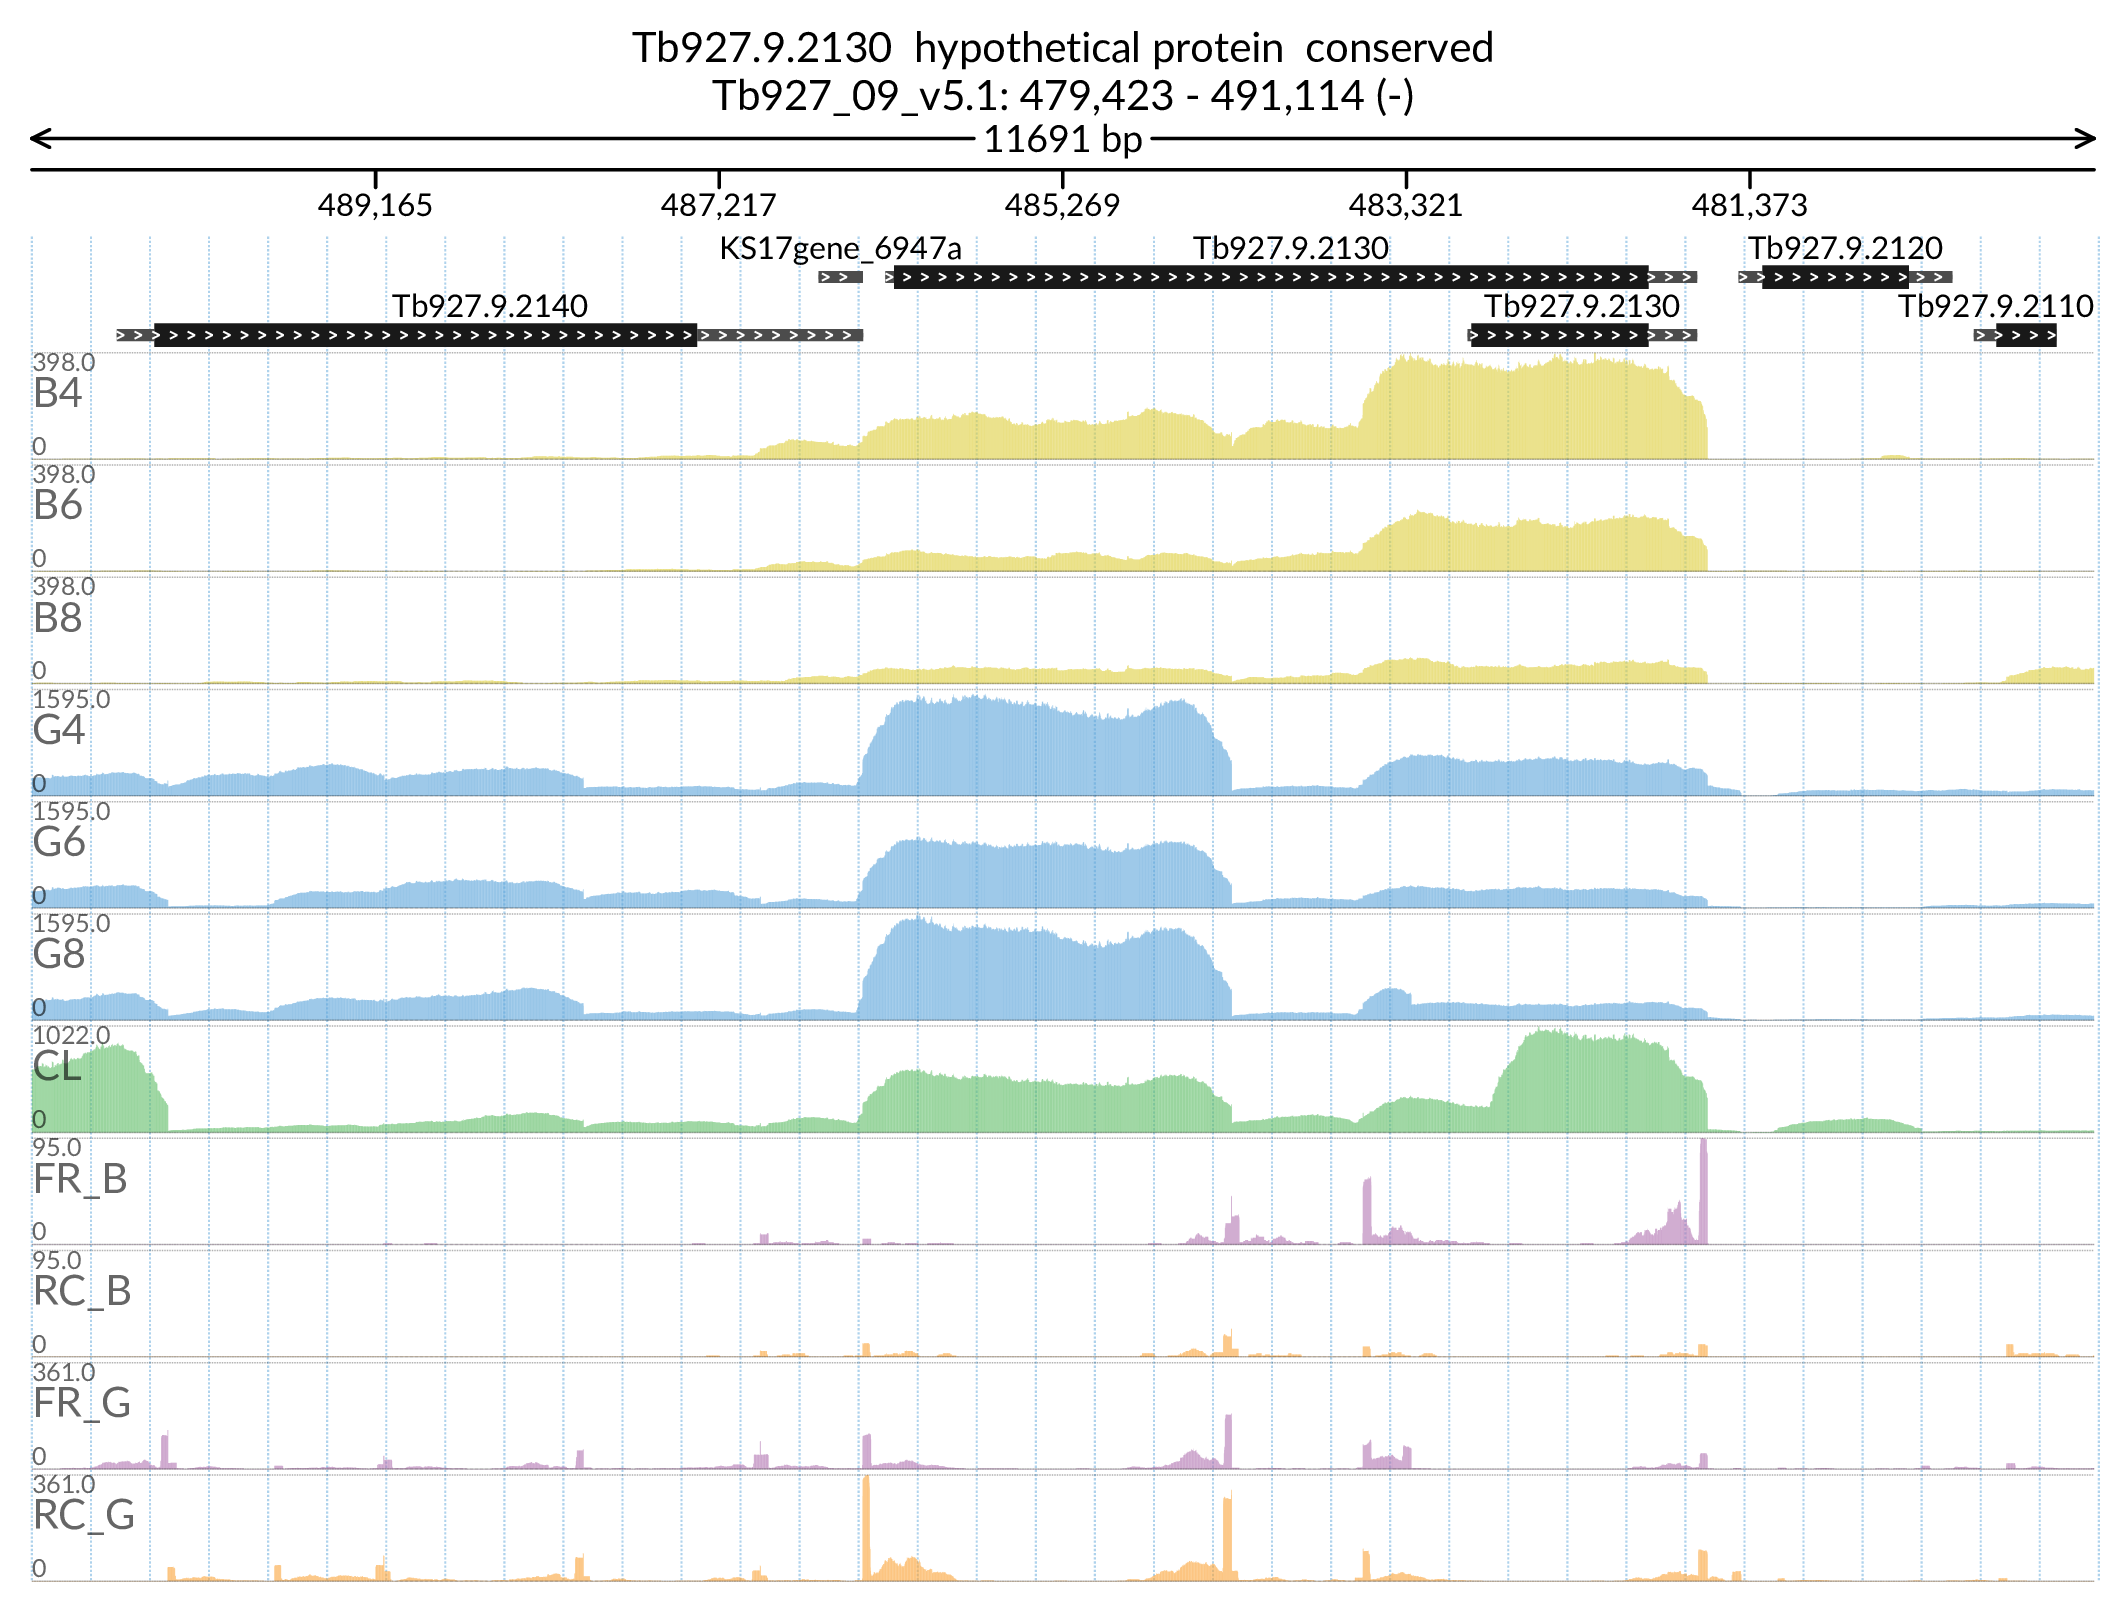 Tb927.9.2130 hypothetical protein conserved
Tb927_09_v5.1: 479,423 - 491,114 (-)
11691 bp
489,165 487,217 485,269 483,321 481,373
KS17gene_6947a Tb927.9.2130 Tb927.9.2120
Tb927.9.2140 Tb927.9.2130 Tb927.9.2110
398.0
B4
0
398.0
B6
0
398.0
B8
0
1595.0
G4
0
1595.0
G6
0
1595.0
G8
0
1022.0
CL
0
95.0
FR_B
0
95.0
RC_B
0
361.0
FR_G
0
361.0
RC_G
0